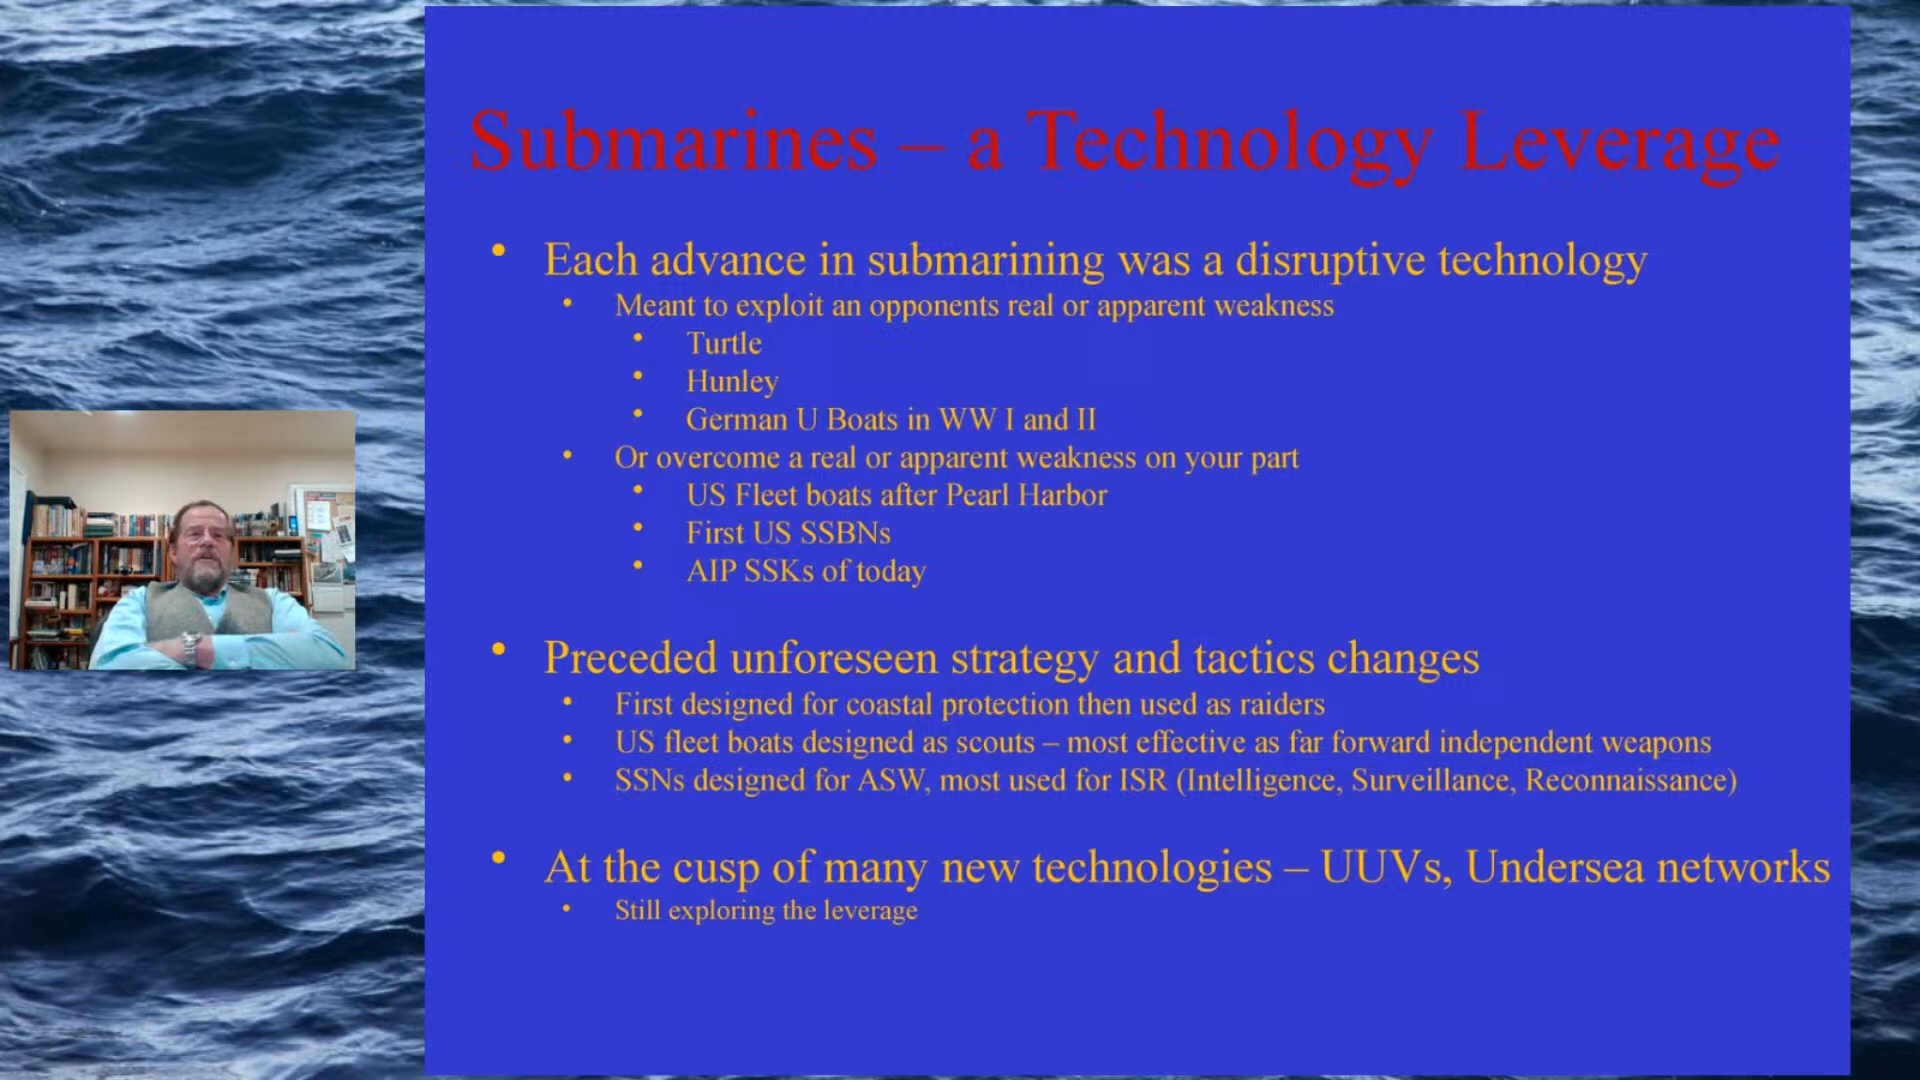 Submarines – a Technology Leverage
• Each advance in submarining was a disruptive technology
• Meant to exploit an opponents real or apparent weakness
• Turtle
• Hunley
• German U Boats in WW I and II
• Or overcome a real or apparent weakness on your part
• US Fleet boats after Pearl Harbor
• First US SSBNs
• AIP SSKs of today
• Preceded unforeseen strategy and tactics changes
• First designed for coastal protection then used as raiders
• US fleet boats designed as scouts – most effective as far forward independent weapons
• SSNs designed for ASW, most used for ISR (Intelligence, Surveillance, Reconnaissance)
• At the cusp of many new technologies – UUVs, Undersea networks
• Still exploring the leverage